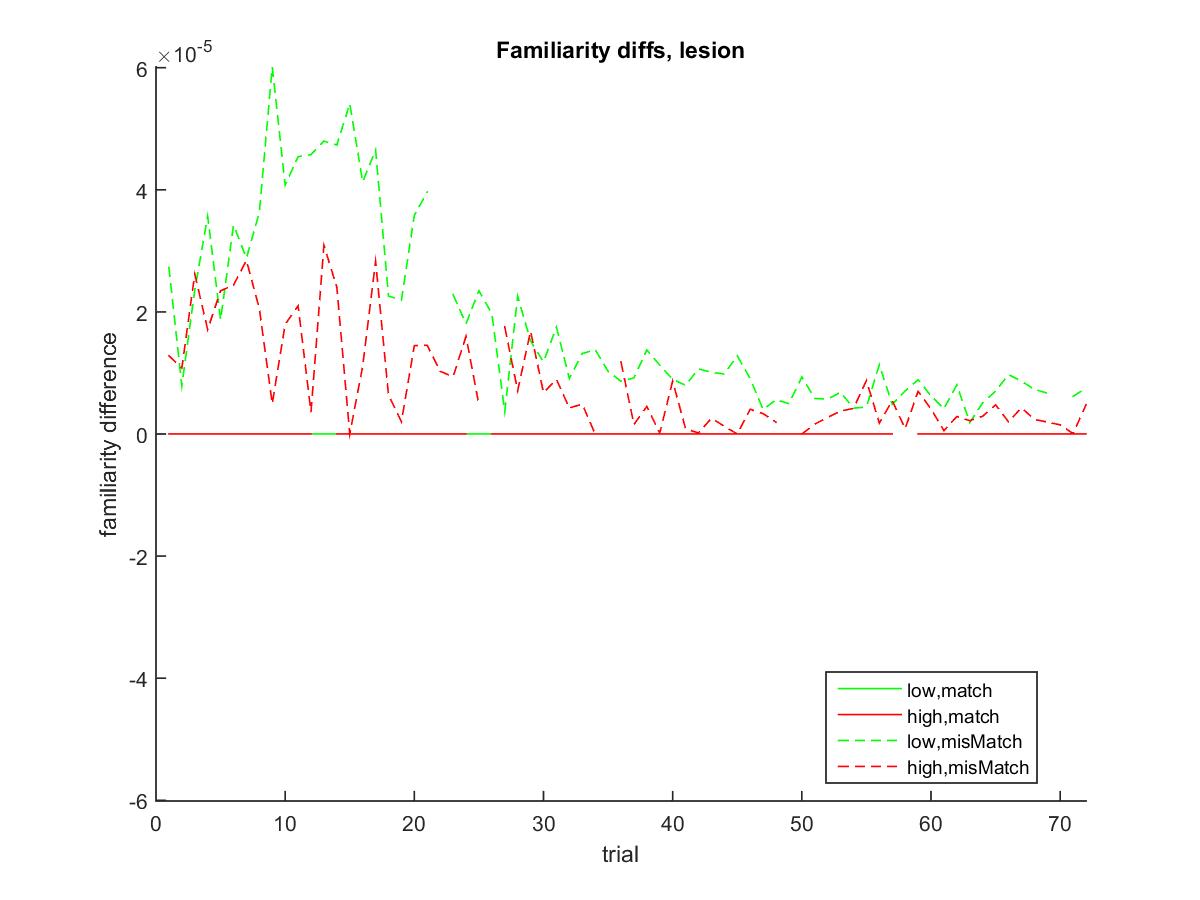 ×10-5
Familiarity diffs, lesion
6
4
2
0
-2
-4
-6
familiarity difference
low,match
high,match
low,misMatch
high,misMatch
0 10 20 30 40 50 60 70
trial